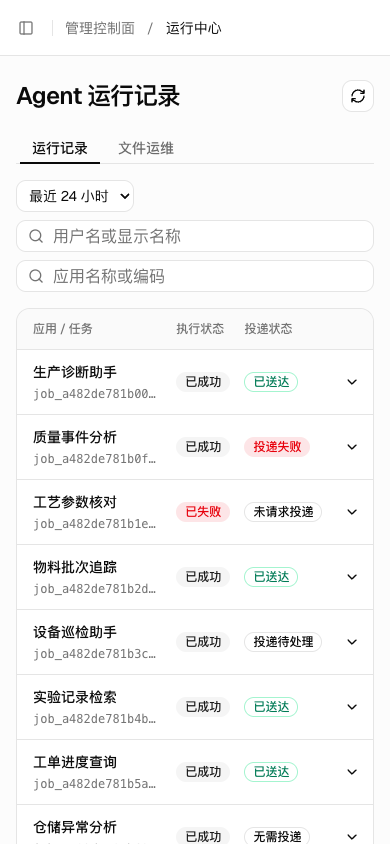 管理控制面 / 运行中心
Agent 运行记录
运行记录 文件运维
最近 24 小时
用户名或显示名称
应用名称或编码
应用 / 任务 执行状态 投递状态
生产诊断助手
job_a482de781b00… 已成功 已送达
质量事件分析
job_a482de781b0f… 已成功 投递失败
工艺参数核对
job_a482de781b1e… 已失败 未请求投递
物料批次追踪
job_a482de781b2d… 已成功 已送达
设备巡检助手
job_a482de781b3c… 已成功 投递待处理
实验记录检索
job_a482de781b4b… 已成功 已送达
工单进度查询
job_a482de781b5a… 已成功 已送达
仓储异常分析
已成功 无需投递